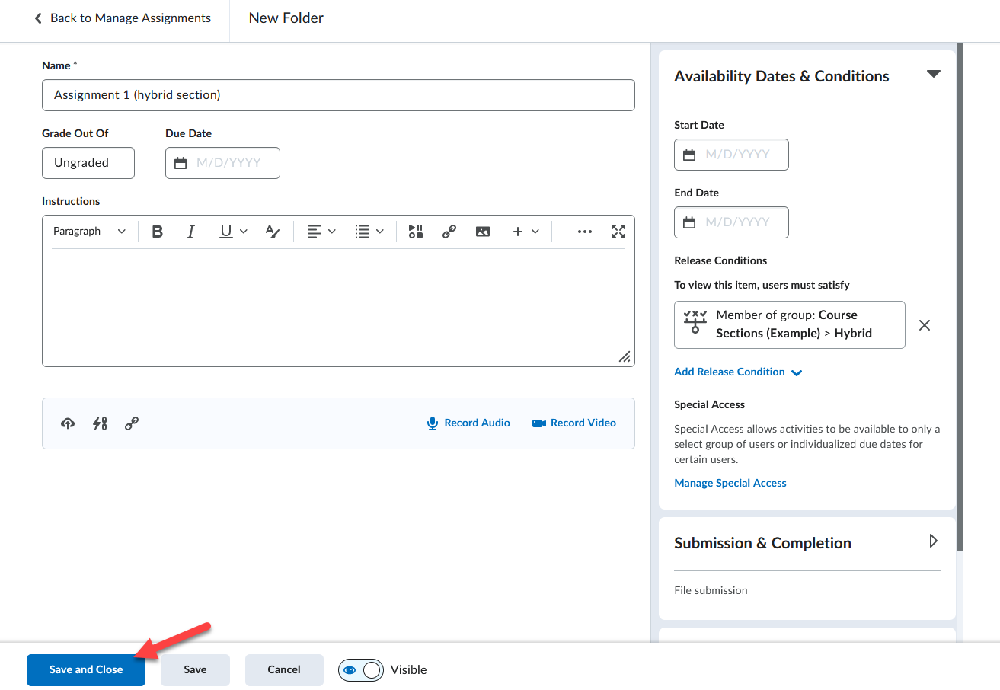 Back to Manage Assignments
New Folder
Name *
Assignment 1 (hybrid section)
Grade Out Of
Due Date
Ungraded
M/D/YYYY
Instructions
Paragraph
B I U A
Record Audio
Record Video
Availability Dates & Conditions
Start Date
M/D/YYYY
End Date
M/D/YYYY
Release Conditions
To view this item, users must satisfy
Member of group: Course
Sections (Example) > Hybrid
Add Release Condition
Special Access
Special Access allows activities to be available to only a
select group of users or individualized due dates for
certain users.
Manage Special Access
Submission & Completion
File submission
Save and Close
Save
Cancel
Visible